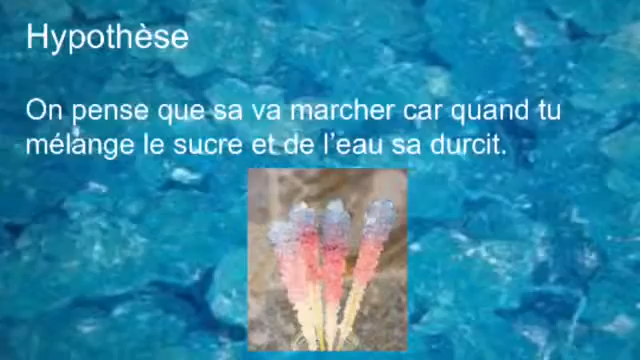 Hypothèse
On pense que sa va marcher car quand tu
mélange le sucre et de l'eau sa durcit.